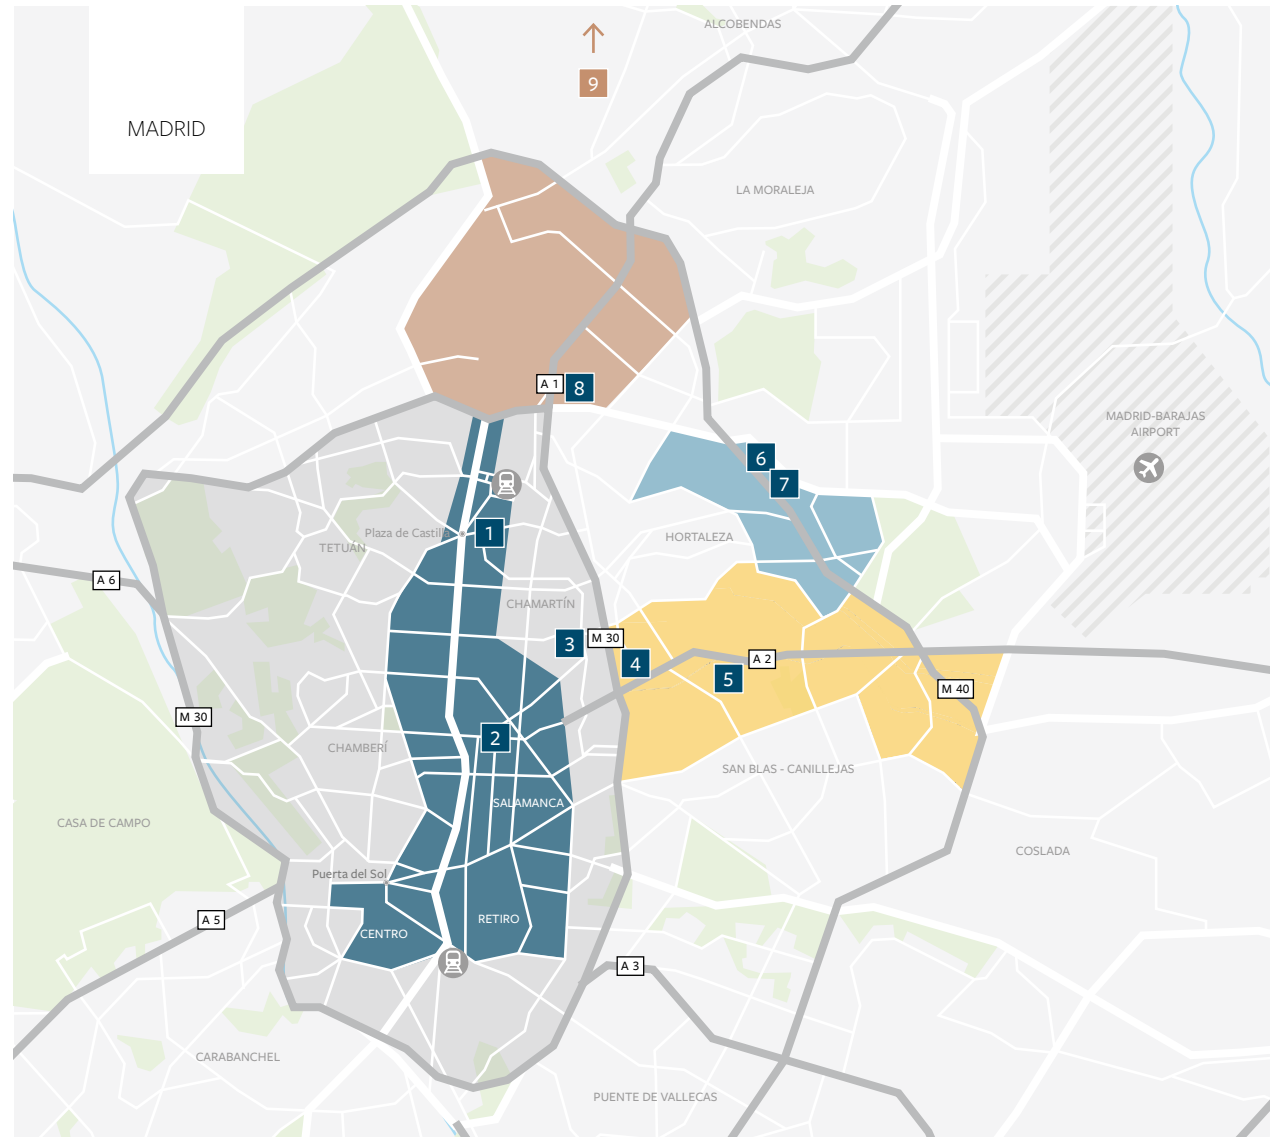 ALCOBENDAS
9
MADRID
LA MORALEJA
A 1
8
MADRID-BARAJAS
AIRPORT
6
7
1
Plaza de Castilla
HORTALEZA
TETUÁN
A 6
CHAMARTÍN
3
M 30
4
A 2
5
M 40
M 30
2
CHAMBERÍ
SAN BLAS - CANILLEJAS
SALAMANCA
CASA DE CAMPO
COSLADA
Puerta del Sol
A 5
RETIRO
CENTRO
A 3
CARABANCHEL
PUENTE DE VALLECAS